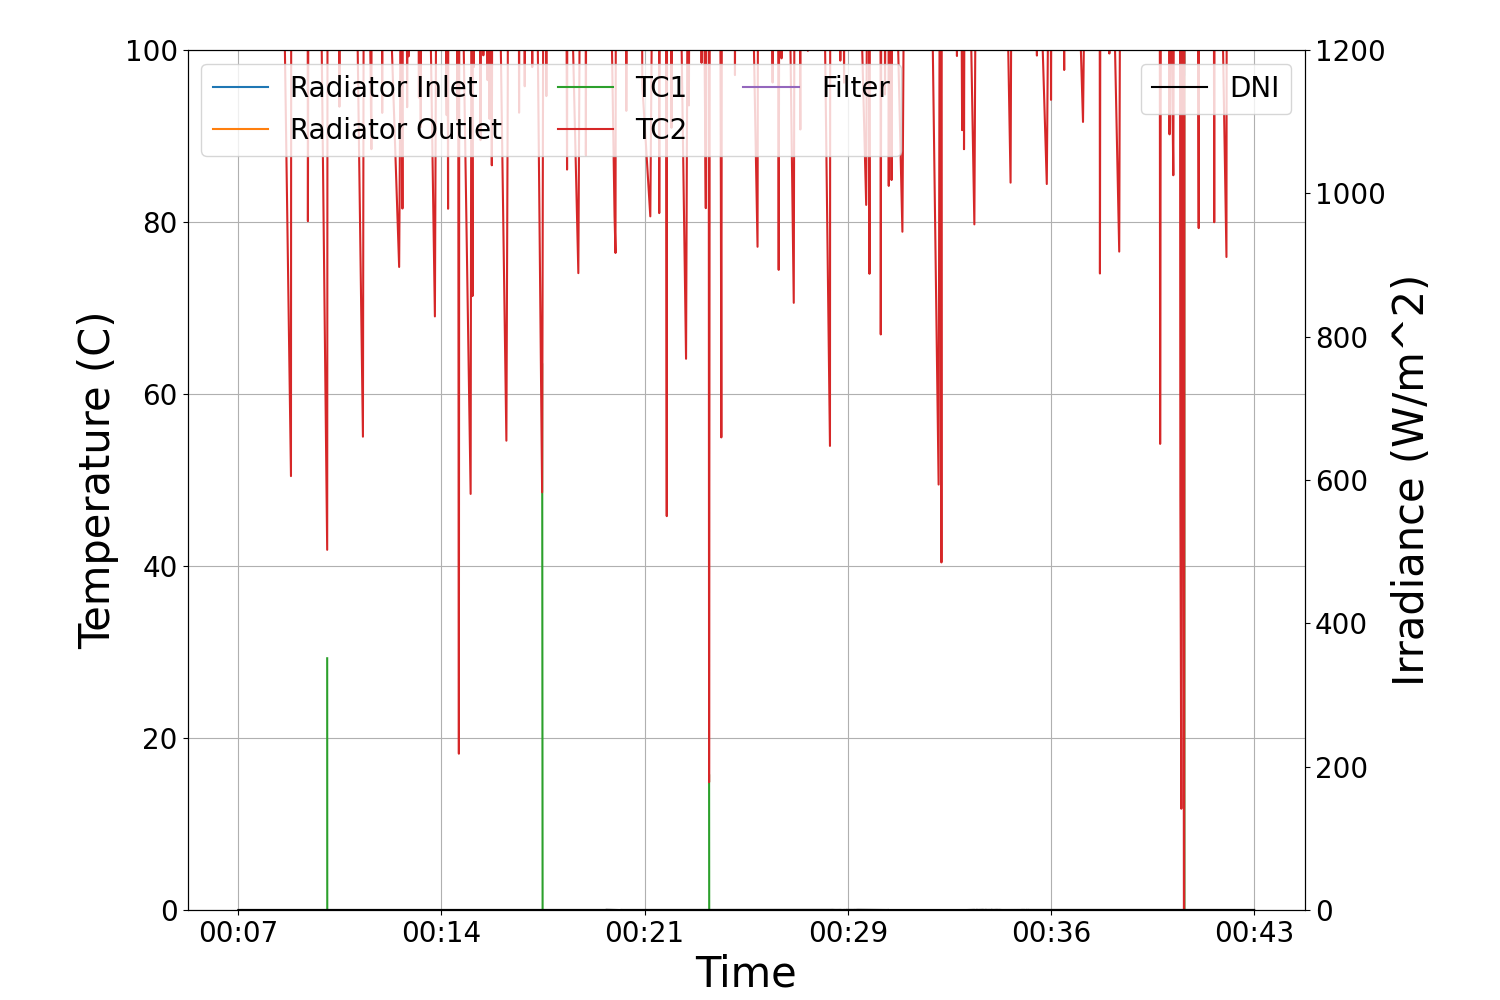 100
80
60
40
20
0
Temperature (C)
Radiator Inlet
Radiator Outlet
TC1
TC2
Filter
DNI
1200
1000
800
600
400
200
0
Irradiance (W/m^2)
00:07 00:14 00:21 00:29 00:36 00:43
Time